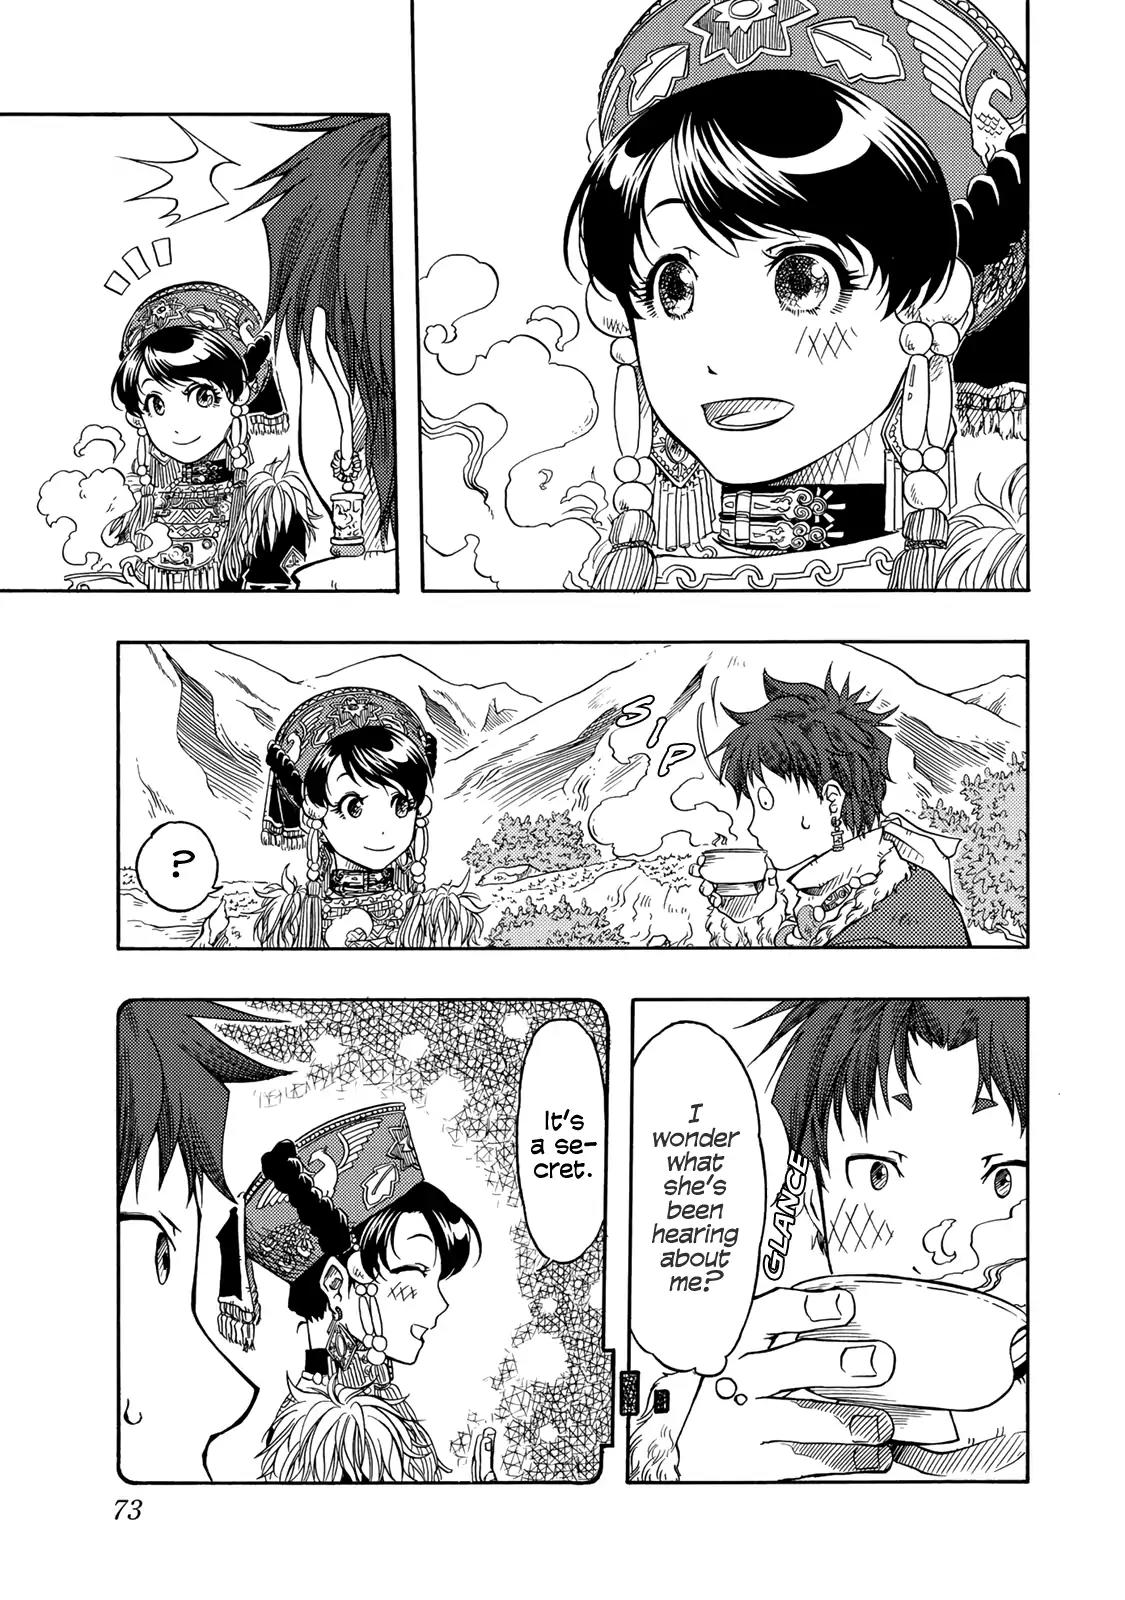 SIP
?
I
wonder
what
she's
been
hearing
about
me?
GLANCE
It's
a se-
cret.
73